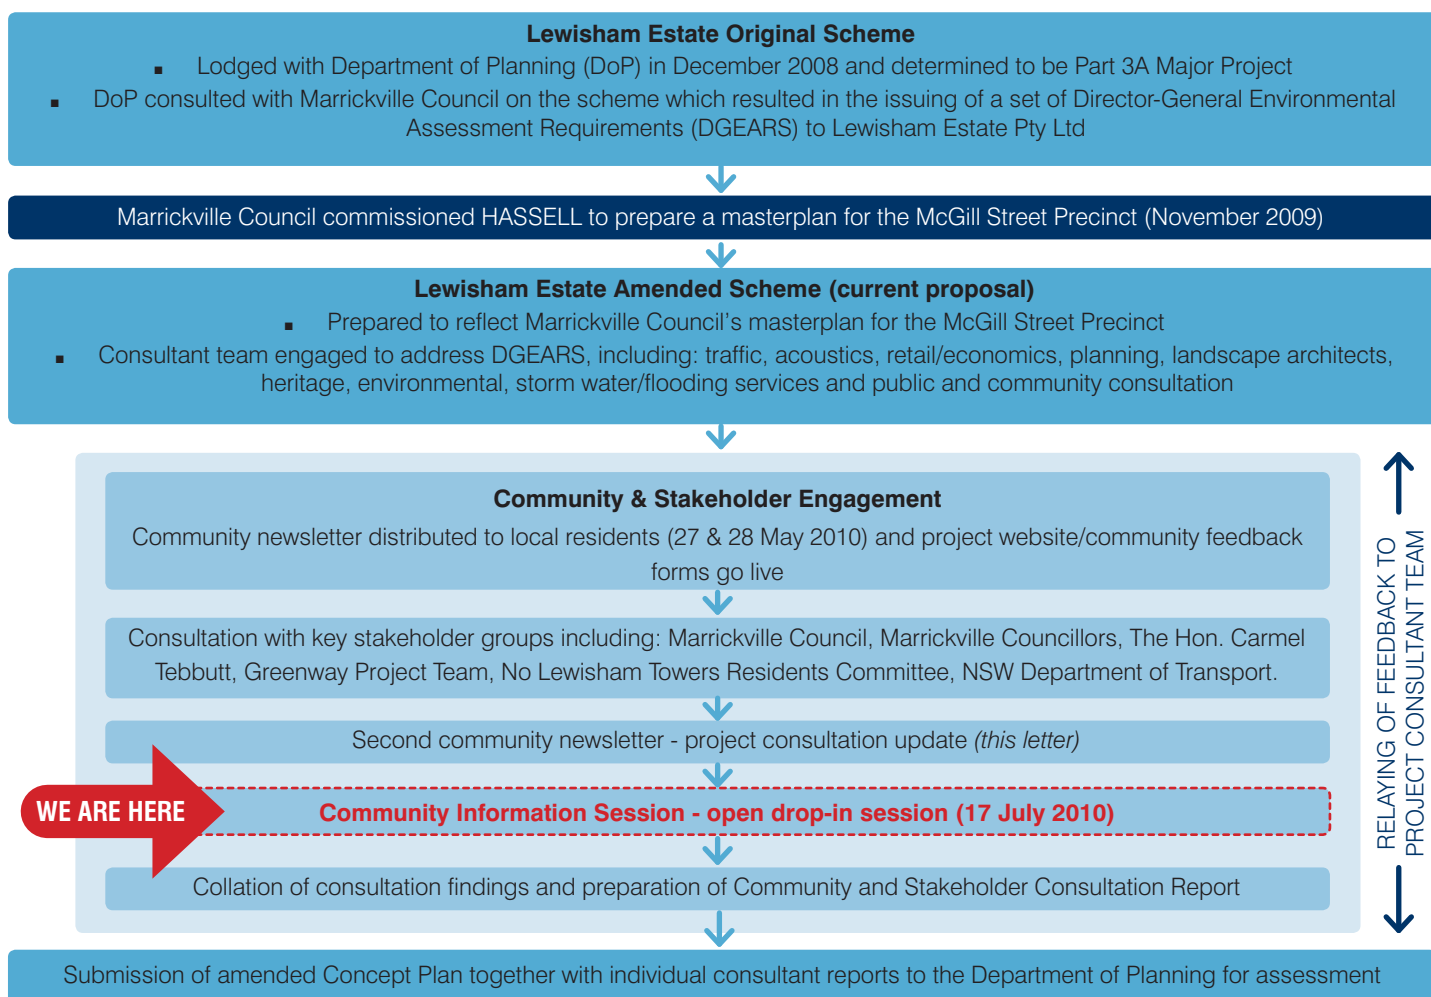 Lewisham Estate Original Scheme
▪ Lodged with Department of Planning (DoP) in December 2008 and determined to be Part 3A Major Project
▪ DoP consulted with Marrickville Council on the scheme which resulted in the issuing of a set of Director-General Environmental
Assessment Requirements (DGEARS) to Lewisham Estate Pty Ltd
Marrickville Council commissioned HASSELL to prepare a masterplan for the McGill Street Precinct (November 2009)
Lewisham Estate Amended Scheme (current proposal)
▪ Prepared to reflect Marrickville Council’s masterplan for the McGill Street Precinct
▪ Consultant team engaged to address DGEARS, including: traffic, acoustics, retail/economics, planning, landscape architects,
heritage, environmental, storm water/flooding services and public and community consultation
Community & Stakeholder Engagement
Community newsletter distributed to local residents (27 & 28 May 2010) and project website/community feedback
forms go live
Consultation with key stakeholder groups including: Marrickville Council, Marrickville Councillors, The Hon. Carmel
Tebbutt, Greenway Project Team, No Lewisham Towers Residents Committee, NSW Department of Transport.
Second community newsletter - project consultation update (this letter)
WE ARE HERE
Community Information Session - open drop-in session (17 July 2010)
Collation of consultation findings and preparation of Community and Stakeholder Consultation Report
RELAYING OF FEEDBACK TO
PROJECT CONSULTANT TEAM
Submission of amended Concept Plan together with individual consultant reports to the Department of Planning for assessment